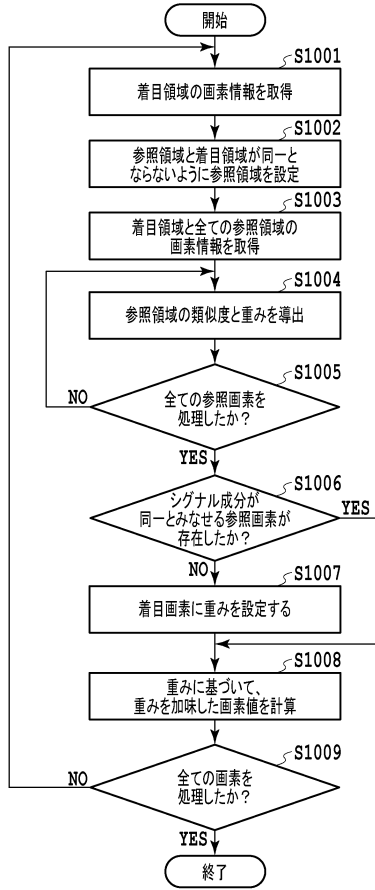 開始
S1001
着目領域の画素情報を取得
S1002
参照領域と着目領域が同一と
ならないように参照領域を設定
S1003
着目領域と全ての参照領域の
画素情報を取得
S1004
参照領域の類似度と重みを導出
S1005
全ての参照画素を
処理したか？
NO
YES
S1006
シグナル成分が
同一とみなせる参照画素が
存在したか？
YES
NO
S1007
着目画素に重みを設定する
S1008
重みに基づいて、
重みを加味した画素値を計算
S1009
全ての画素を
処理したか？
NO
YES
終了